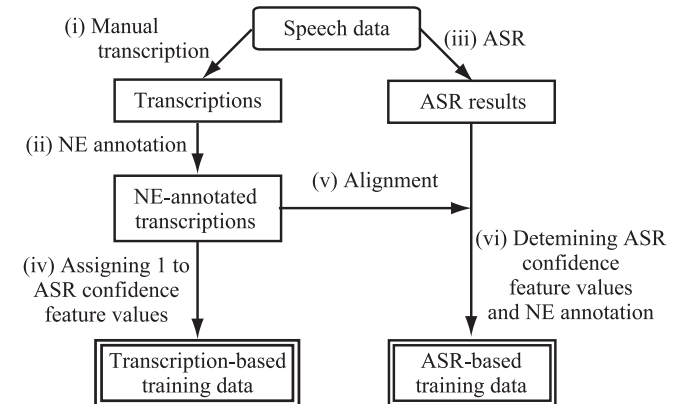 Speech data
(i) Manual
transcription
(iii) ASR
Transcriptions
ASR results
(ii) NE annotation
(v) Alignment
NE-annotated
transcriptions
(iv) Assigning 1 to
ASR confidence
feature values
(vi) Detemining ASR
confidence
feature values
and NE annotation
Transcription-based
training data
ASR-based
training data